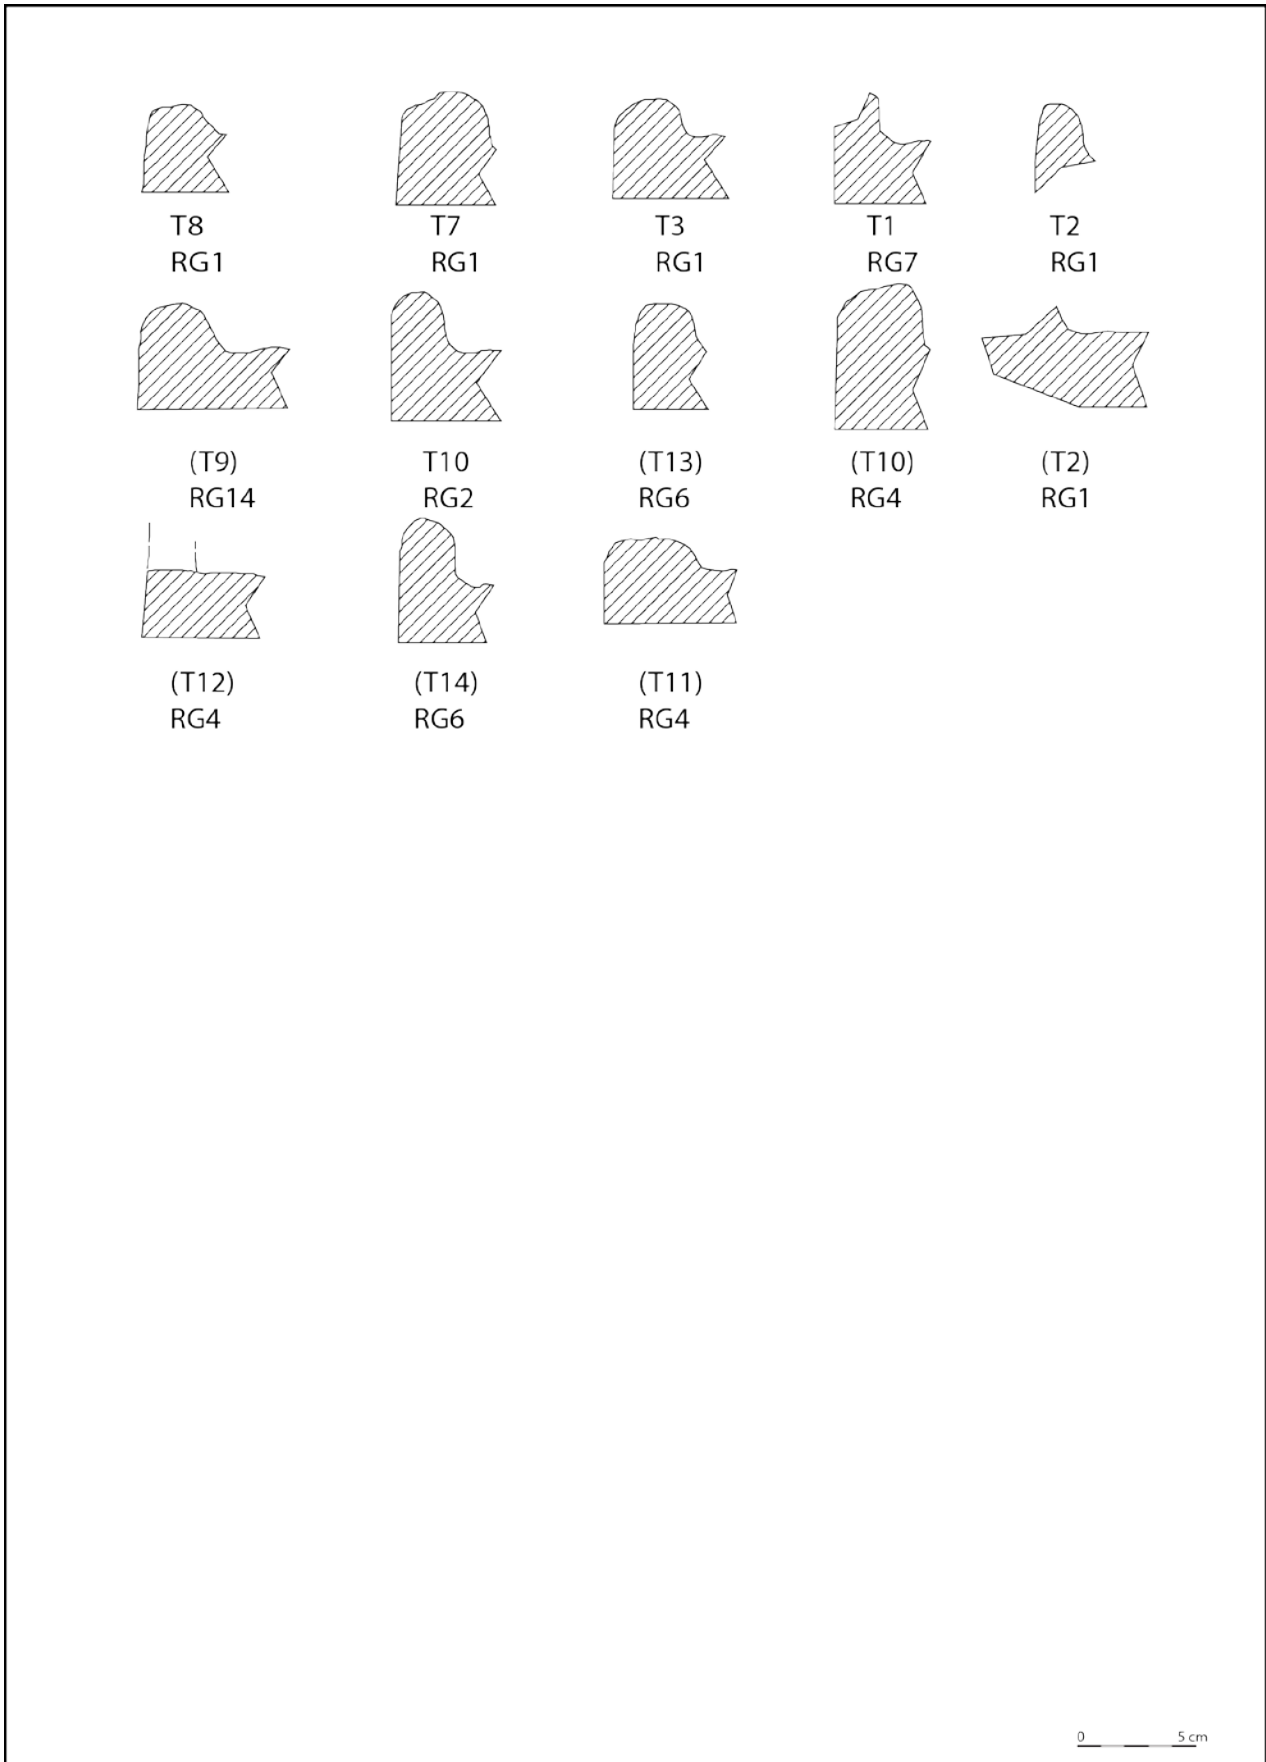 T8 T7 T3 T1 T2
RG1 RG1 RG1 RG7 RG1
(T9) T10 (T13) (T10) (T2)
RG14 RG2 RG6 RG4 RG1
(T12) (T14) (T11)
RG4 RG6 RG4
0 5 cm